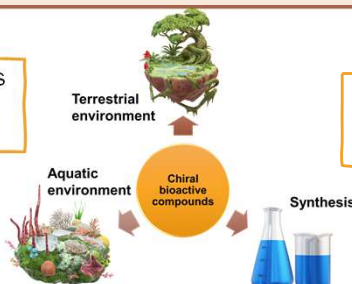 S
Terrestrial
environment
Aquatic
environment
Chiral
bioactive
compounds
Synthesis